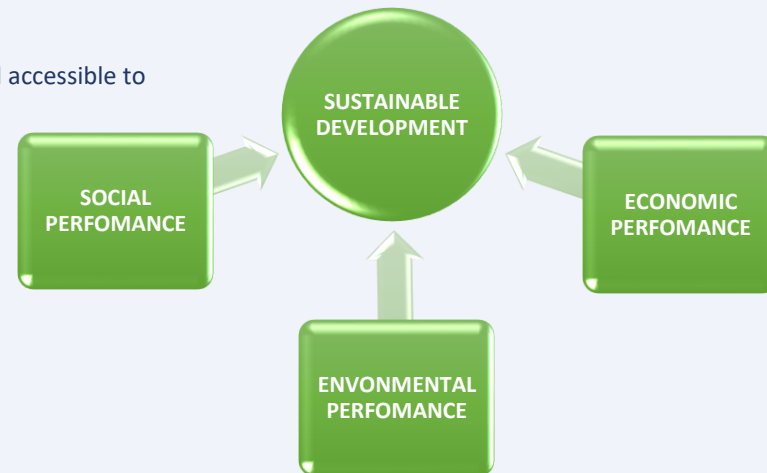 accessible to
SUSTAINABLE
DEVELOPMENT
SOCIAL
PERFOMANCE
ECONOMIC
PERFOMANCE
ENVONMENTAL
PERFOMANCE